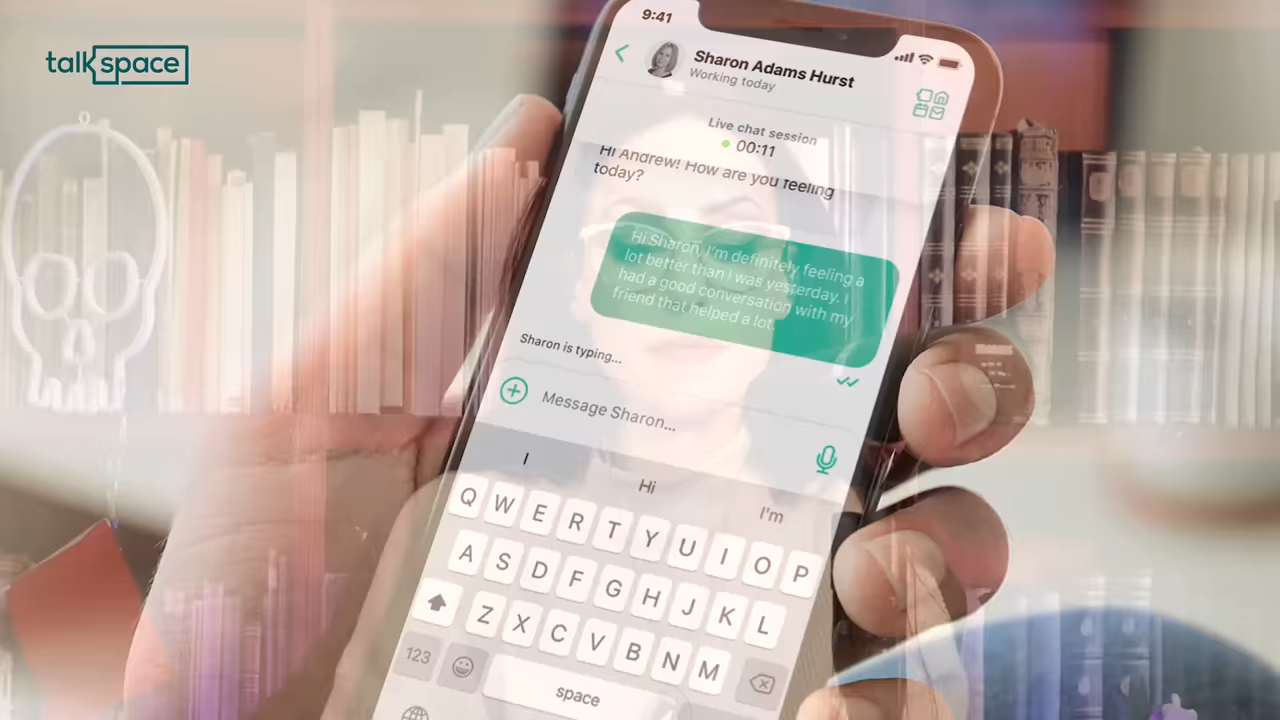 talkspace
9:41
Sharon Adams Hurst
Working today
Live chat session
00:11
Hi Andrew! How are you feeling
today?
Hi Sharon, I'm definitely feeling a
lot better than I was yesterday. I
had a good conversation with my
friend that helped a lot.
Sharon is typing...
Message Sharon...
I Hi I'm
Q W E R T Y U I O P
A S D F G H J K L
Z X C V B N M
123 space